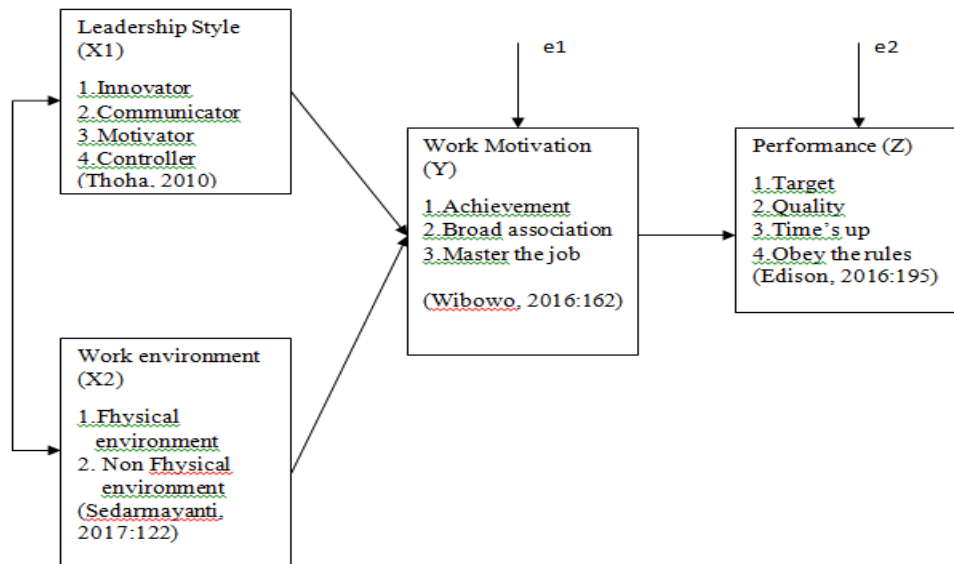 Leadership Style
(X1)
1.Innovator
2.Communicator
3.Motivator
4.Controller
(Thoha, 2010)
Work environment
(X2)
1.Fhysical
environment
2. Non Fhysical
environment
(Sedarmayanti,
2017:122)
e1
Work Motivation
(Y)
1.Achievement
2.Broad association
3.Master the job
(Wibowo, 2016:162)
e2
Performance (Z)
1.Target
2.Quality
3.Time's up
4.Obey the rules
(Edison, 2016:195)